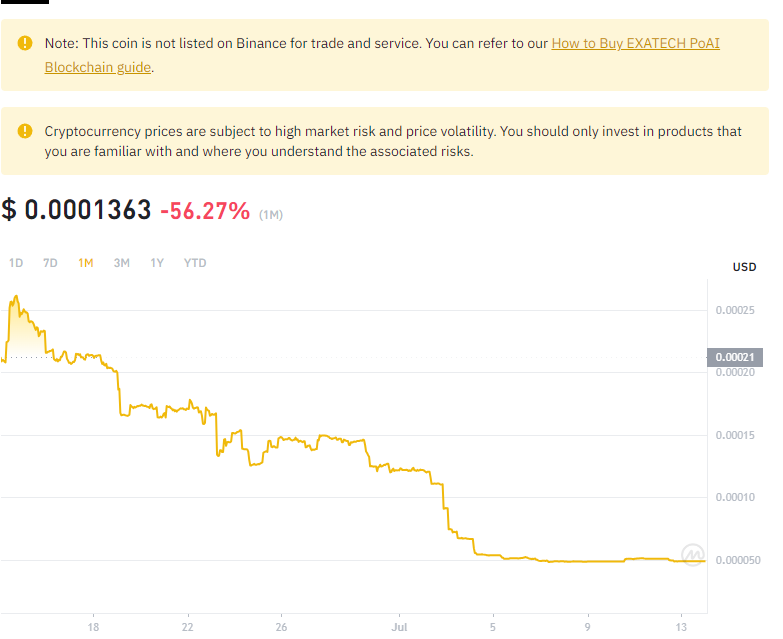 Note: This coin is not listed on Binance for trade and service. You can refer to our How to Buy EXATECH PoAI
Blockchain guide.
Cryptocurrency prices are subject to high market risk and price volatility. You should only invest in products that
you are familiar with and where you understand the associated risks.
$ 0.0001363 -56.27% (1M)
1D 7D 1M 3M 1Y YTD
USD
0.00025
0.00021
0.00020
0.00015
0.00010
0.000050
18 22 26 Jul 5 9 13